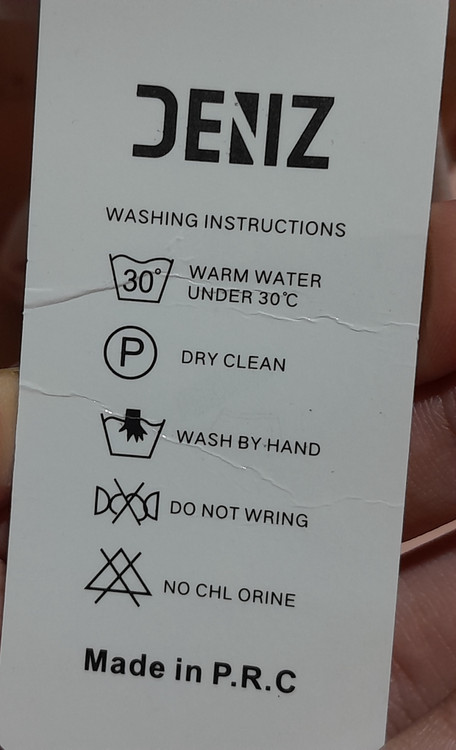 DENIZ
WASHING INSTRUCTIONS
30°
WARM WATER
UNDER 30℃
P
DRY CLEAN
WASH BY HAND
DO NOT WRING
NO CHL ORINE
Made in P.R.C